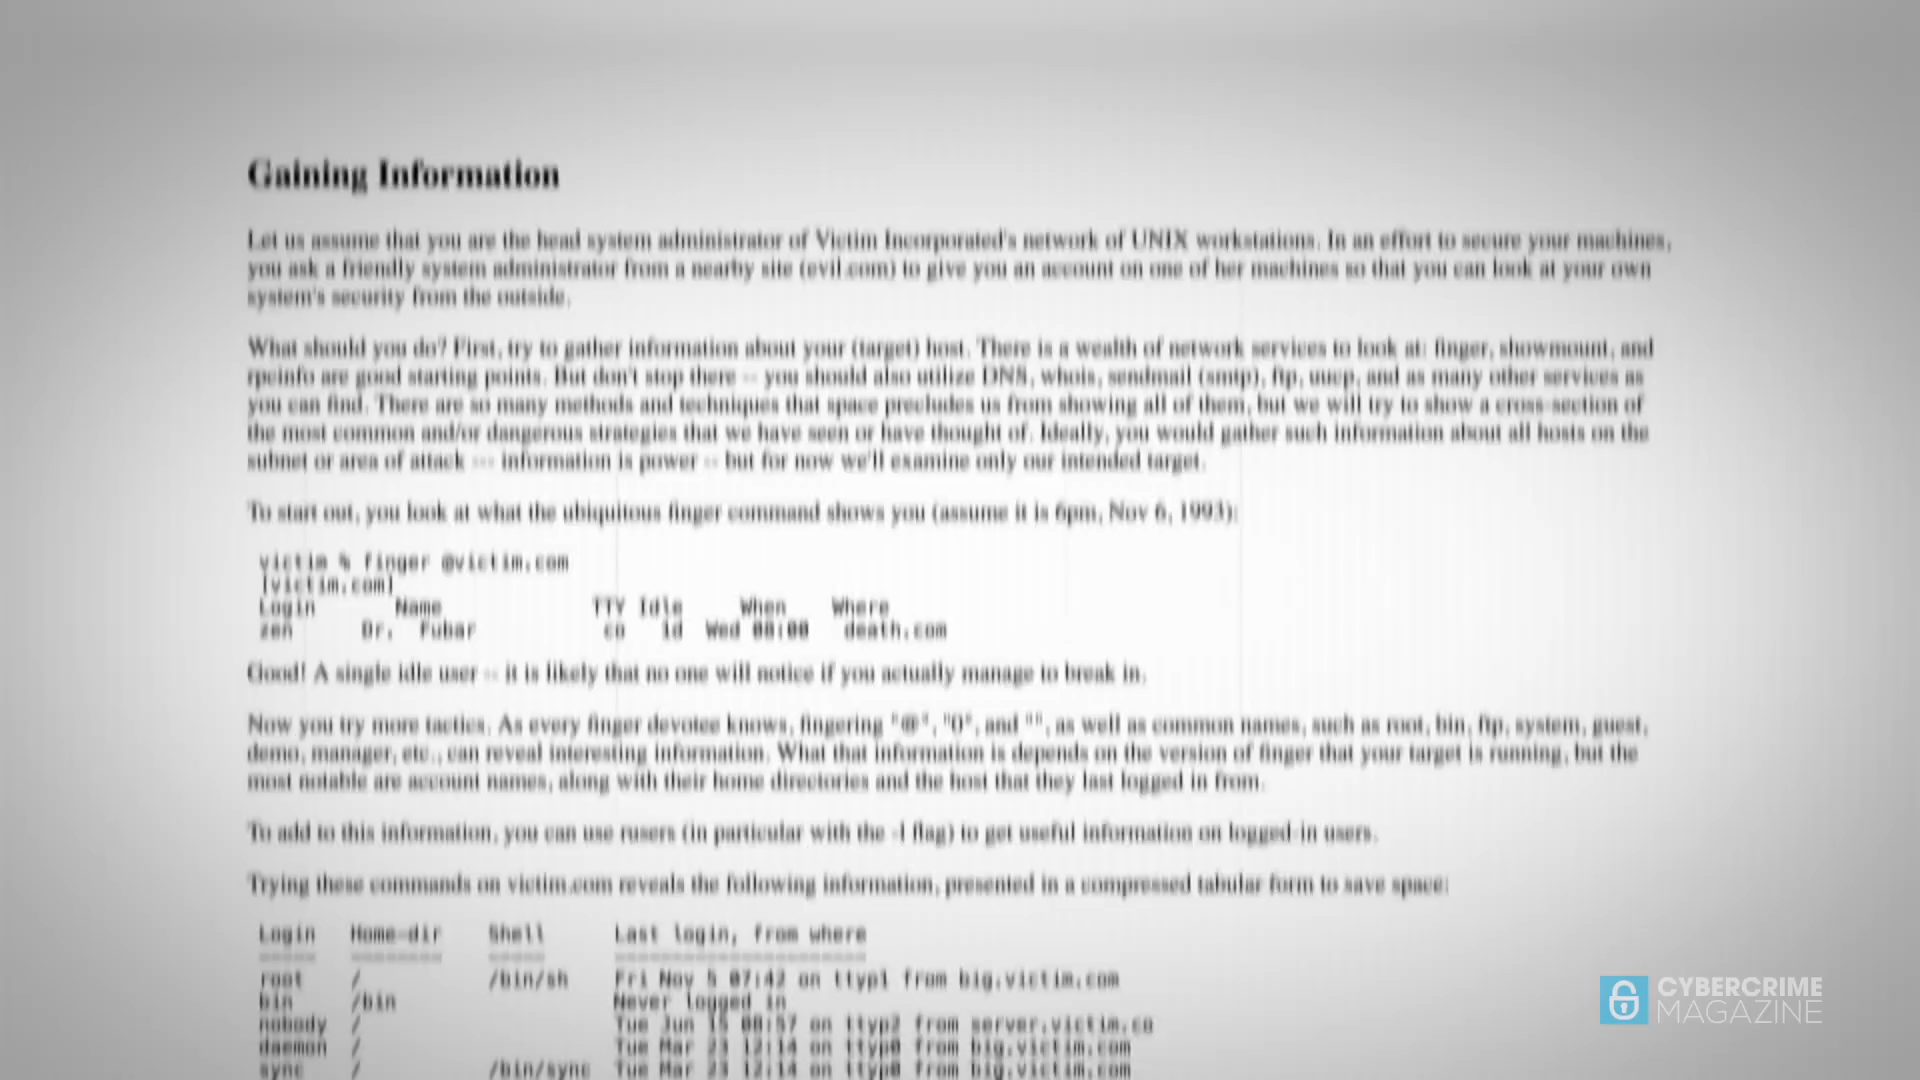 Gaining Information
Let us assume that you are the head system administrator of Victim Incorporated's network of UNIX workstations. In an effort to secure your machines,
you ask a friendly system administrator from a nearby site (evil.com) to give you an account on one of her machines so that you can look at your own
system's security from the outside.
What should you do? First, try to gather information about your (target) host. There is a wealth of network services to look at: finger, showmount, and
rpcinfo are good starting points. But don't stop there -- you should also utilize DNS, whois, sendmail (smtp), ftp, uucp, and as many other services as
you can find. There are so many methods and techniques that space precludes us from showing all of them, but we will try to show a cross-section of
the most common and/or dangerous strategies that we have seen or have thought of. Ideally, you would gather such information about all hosts on the
subnet or area of attack --- information is power -- but for now we'll examine only our intended target.
To start out, you look at what the ubiquitous finger command shows you (assume it is 6pm, Nov 6, 1993):
victim % finger @victim.com
[victim.com]
Login Name TTY Idle When Where
zen Dr. Fubar co 1d Wed 08:00 death.com
Good! A single idle user -- it is likely that no one will notice if you actually manage to break in.
Now you try more tactics. As every finger devotee knows, fingering "@", "0", and "", as well as common names, such as root, bin, ftp, system, guest,
demo, manager, etc., can reveal interesting information. What that information is depends on the version of finger that your target is running, but the
most notable are account names, along with their home directories and the host that they last logged in from.
To add to this information, you can use rusers (in particular with the -l flag) to get useful information on logged-in users.
Trying these commands on victim.com reveals the following information, presented in a compressed tabular form to save space:
Login Home-dir Shell Last login, from where
----- -------- ----- ----------------------
root / /bin/sh Fri Nov 5 07:42 on ttyp1 from big.victim.com
bin /bin Never logged in
nobody / Tue Jun 15 08:57 on ttyp2 from server.victim.co
daemon / Tue Mar 23 12:14 on ttyp0 from big.victim.com
sync / /bin/sync Tue Mar 23 12:14 on ttyp0 from big.victim.com
CYBERCRIME
MAGAZINE